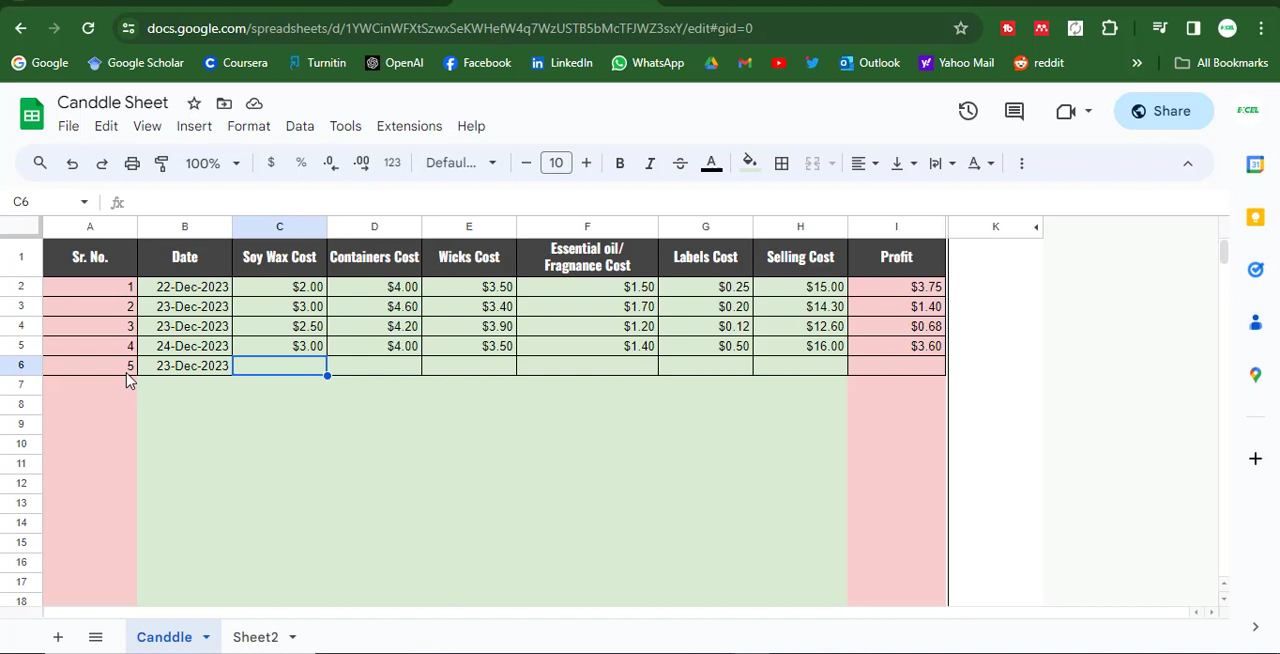 docs.google.com/spreadsheets/d/1YWCinWFXtSzwxSeKWHefW4q7WzUSTB5bMcTFJWZ3sxY/edit#gid=0
Google Google Scholar Coursera Turnitin OpenAI Facebook LinkedIn WhatsApp Outlook Yahoo Mail reddit » All Bookmarks
Canddle Sheet
Share
EXCEL
File Edit View Insert Format Data Tools Extensions Help
100% $ % .0 .00 123 Defaul... − 10 + B I S A A
C6 fx
A B C D E F G H I K
1 Sr. No. Date Soy Wax Cost Containers Cost Wicks Cost Essential oil/ Fragnance Cost Labels Cost Selling Cost Profit
2 1 22-Dec-2023 $2.00 $4.00 $3.50 $1.50 $0.25 $15.00 $3.75
3 2 23-Dec-2023 $3.00 $4.60 $3.40 $1.70 $0.20 $14.30 $1.40
4 3 23-Dec-2023 $2.50 $4.20 $3.90 $1.20 $0.12 $12.60 $0.68
5 4 24-Dec-2023 $3.00 $4.00 $3.50 $1.40 $0.50 $16.00 $3.60
6 5 23-Dec-2023
7
8
9
10
11
12
13
14
15
16
17
18
+ Canddle Sheet2